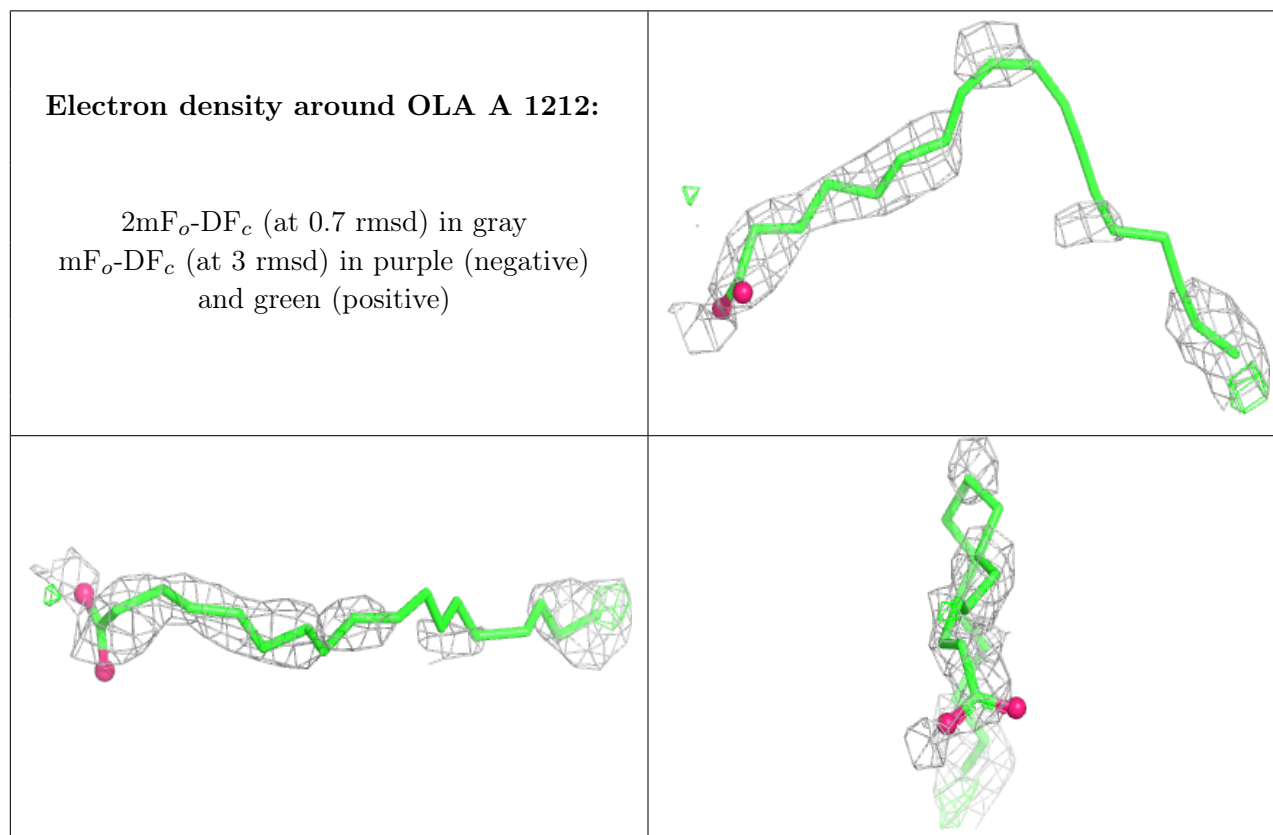 Electron density around OLA A 1212:
2mFo-DFc (at 0.7 rmsd) in gray
mFo-DFc (at 3 rmsd) in purple (negative)
and green (positive)